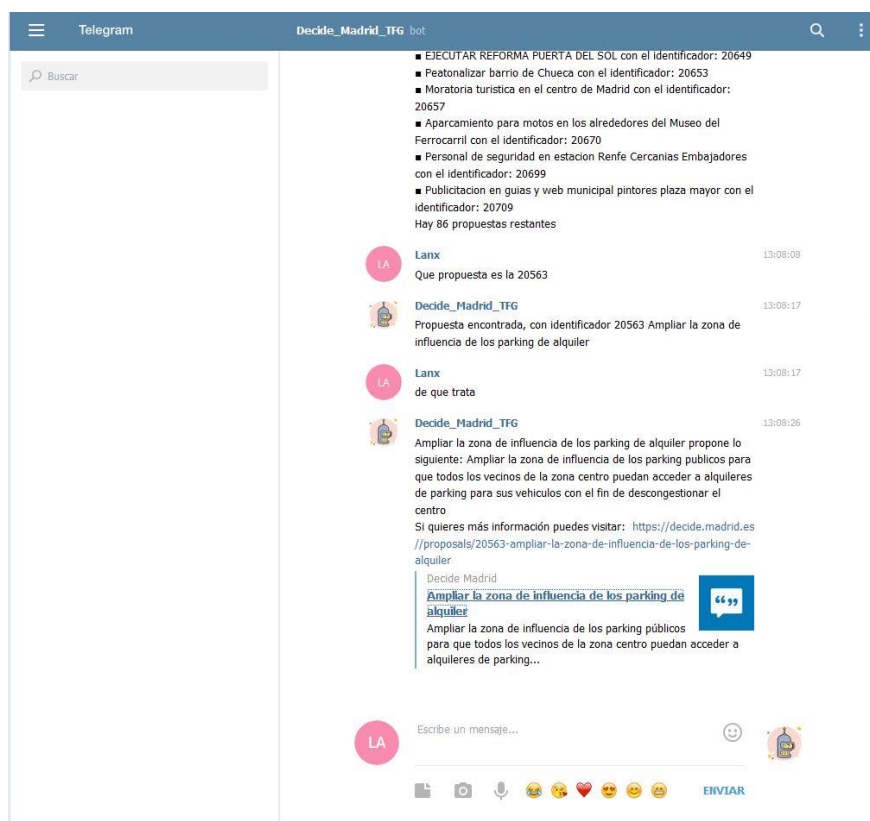 Telegram
Decide_Madrid_TFG bot
Buscar
■ EJECUTAR REFORMA PUERTA DEL SOL con el identificador: 20649
■ Peatonalizar barrio de Chueca con el identificador: 20653
■ Moratoria turistica en el centro de Madrid con el identificador:
20657
■ Aparcamiento para motos en los alrededores del Museo del
Ferrocarril con el identificador: 20670
■ Personal de seguridad en estacion Renfe Cercanias Embajadores
con el identificador: 20699
■ Publicitacion en guias y web municipal pintores plaza mayor con el
identificador: 20709
Hay 86 propuestas restantes
LA
Lanx 13:08:08
Que propuesta es la 20563
Decide_Madrid_TFG 13:08:17
Propuesta encontrada, con identificador 20563 Ampliar la zona de
influencia de los parking de alquiler
LA
Lanx 13:08:17
de que trata
Decide_Madrid_TFG 13:08:26
Ampliar la zona de influencia de los parking de alquiler propone lo
siguiente: Ampliar la zona de influencia de los parking publicos para
que todos los vecinos de la zona centro puedan acceder a alquileres
de parking para sus vehiculos con el fin de descongestionar el
centro
Si quieres más información puedes visitar: https://decide.madrid.es
//proposals/20563-ampliar-la-zona-de-influencia-de-los-parking-de-
alquiler
Decide Madrid
Ampliar la zona de influencia de los parking de
alquiler
Ampliar la zona de influencia de los parking públicos
para que todos los vecinos de la zona centro puedan acceder a
alquileres de parking...
LA
Escribe un mensaje...
ENVIAR